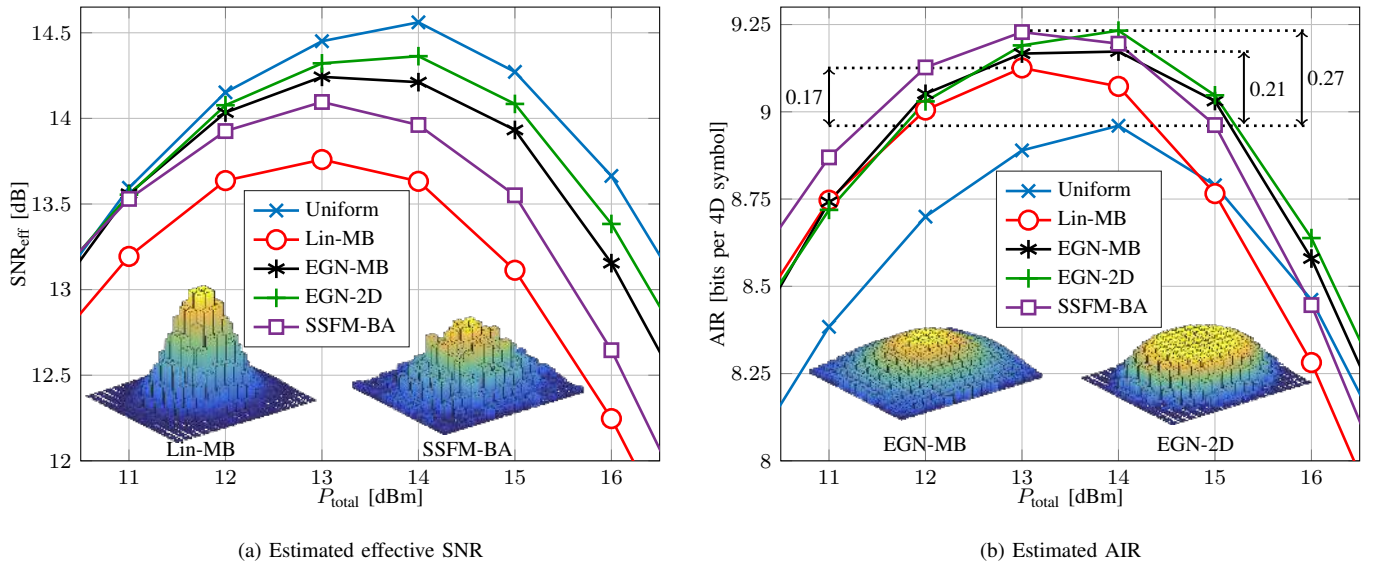 14.5
14
13.5
13
12.5
12
SNReff [dB]
Uniform
Lin-MB
EGN-MB
EGN-2D
SSFM-BA
Lin-MB
SSFM-BA
11 12 13 14 15 16
Ptotal [dBm]
(a) Estimated effective SNR
9.25
9
8.75
8.5
8.25
8
AIR [bits per 4D symbol]
0.17
0.21
0.27
Uniform
Lin-MB
EGN-MB
EGN-2D
SSFM-BA
EGN-MB
EGN-2D
11 12 13 14 15 16
Ptotal [dBm]
(b) Estimated AIR